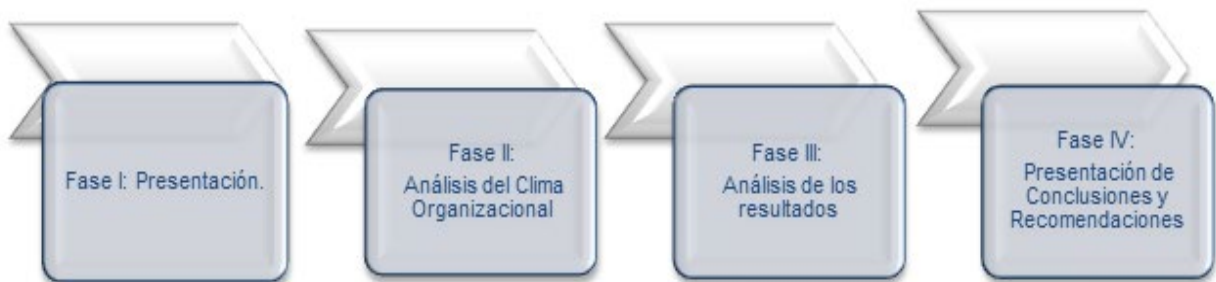 Fase I: Presentación.
Fase II:
Análisis del Clima
Organizacional
Fase III:
Análisis de los
resultados
Fase IV:
Presentación de
Conclusiones y
Recomendaciones